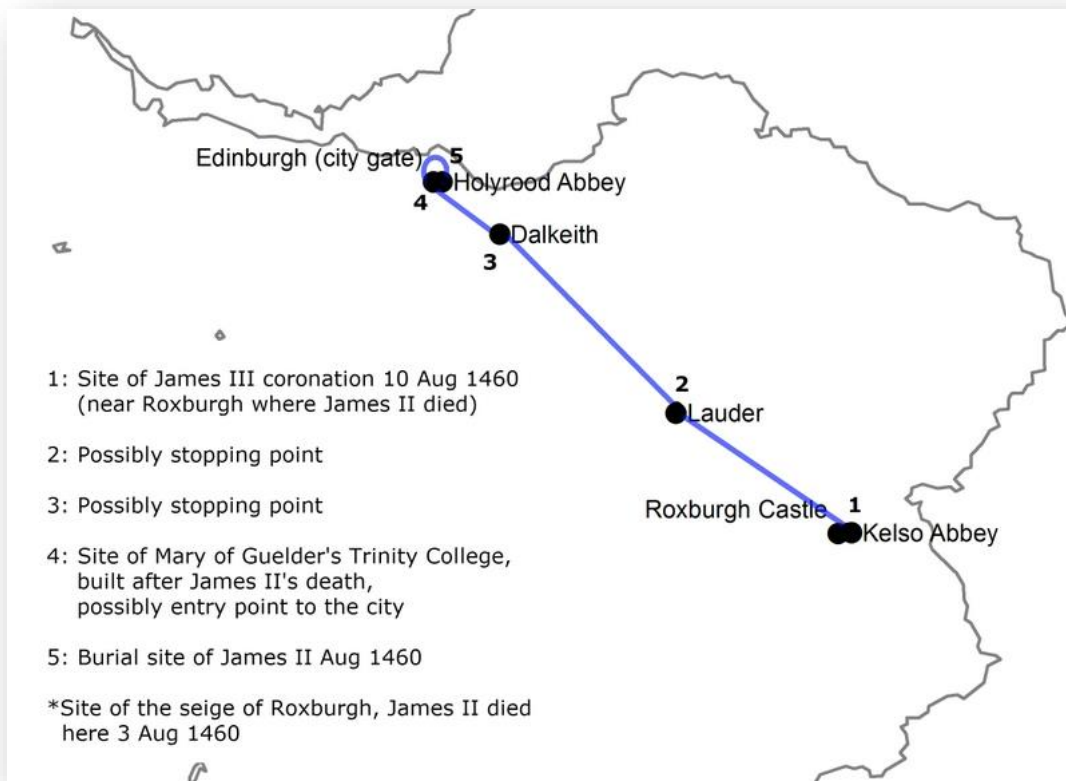 Edinburgh (city gate)
5
Holyrood Abbey
4
Dalkeith
3
2
Lauder
Roxburgh Castle
1
Kelso Abbey
1: Site of James III coronation 10 Aug 1460
(near Roxburgh where James II died)
2: Possibly stopping point
3: Possibly stopping point
4: Site of Mary of Guelder's Trinity College,
built after James II's death,
possibly entry point to the city
5: Burial site of James II Aug 1460
*Site of the seige of Roxburgh, James II died
here 3 Aug 1460